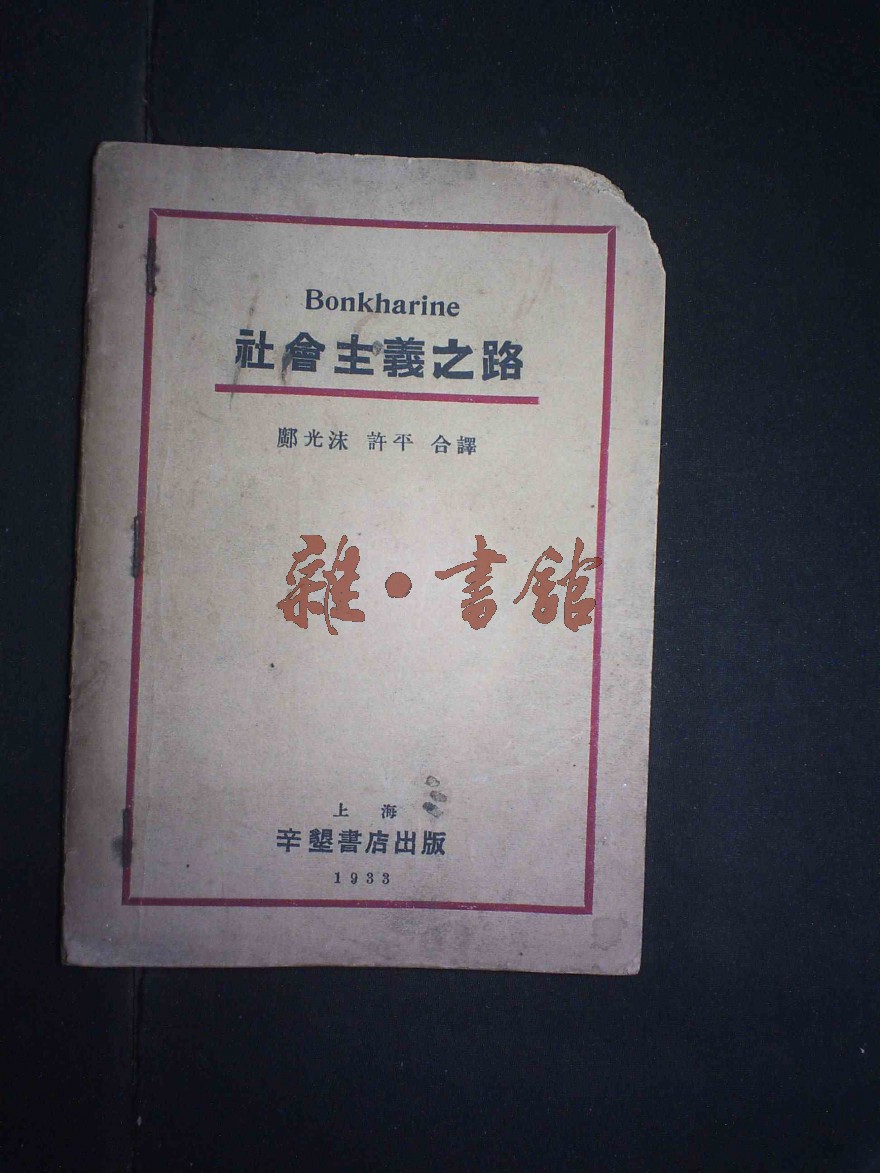 Bonkharine
社會主義之路
鄺光沫 許平 合譯
雜·書館
上海
辛墾書店出版
1933